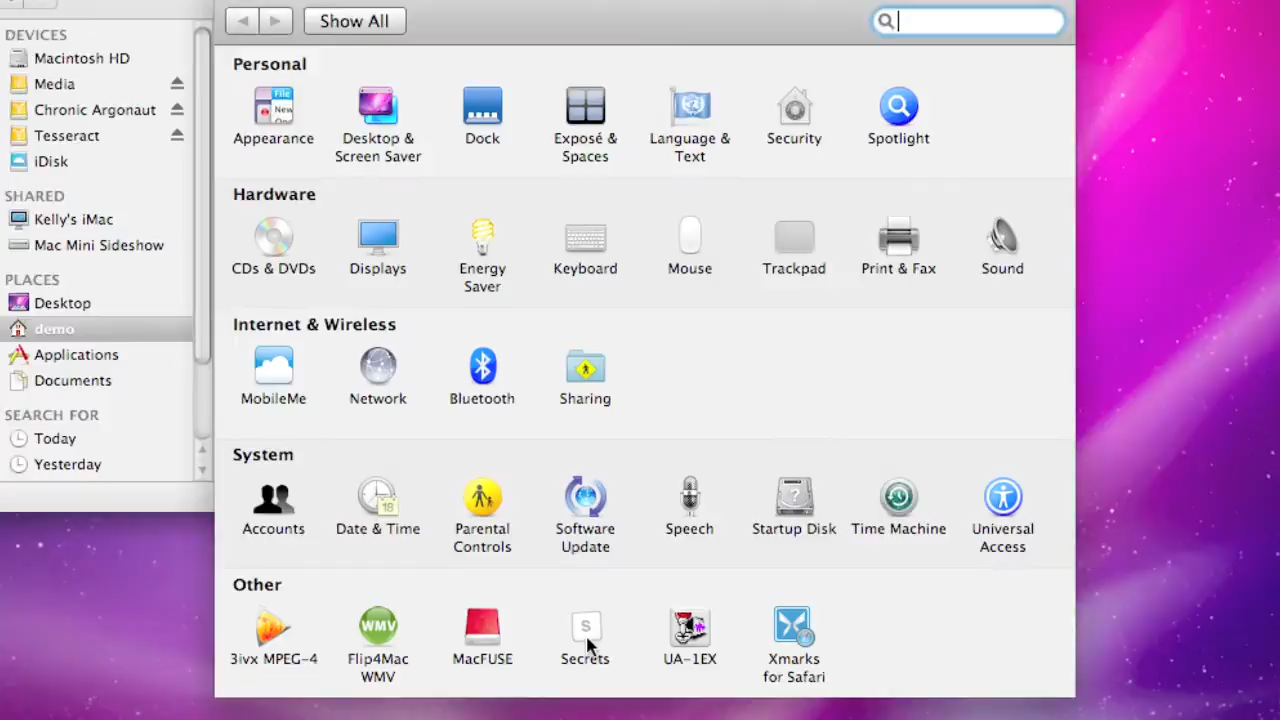 Show All
DEVICES
Macintosh HD
Media
Chronic Argonaut
Tesseract
iDisk
SHARED
Kelly's iMac
Mac Mini Sideshow
PLACES
Desktop
demo
Applications
Documents
SEARCH FOR
Today
Yesterday
Personal
Appearance
Desktop &
Screen Saver
Dock
Exposé &
Spaces
Language &
Text
Security
Spotlight
Hardware
CDs & DVDs
Displays
Energy
Saver
Keyboard
Mouse
Trackpad
Print & Fax
Sound
Internet & Wireless
MobileMe
Network
Bluetooth
Sharing
System
Accounts
18
Date & Time
Parental
Controls
Software
Update
Speech
?
Startup Disk
Time Machine
Universal
Access
Other
3ivx MPEG-4
WMV
Flip4Mac
WMV
MacFUSE
S
Secrets
UA-1EX
Xmarks
for Safari
File
New